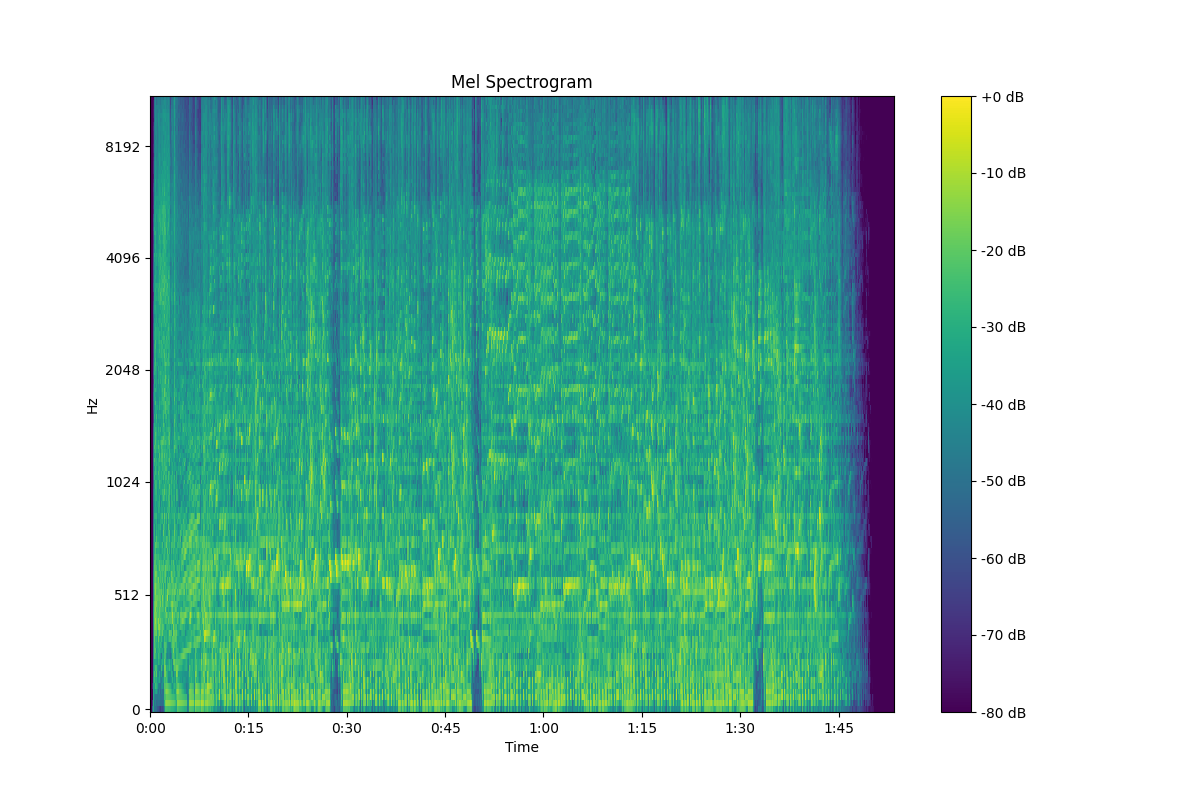 Mel Spectrogram
8192
4096
2048
1024
512
0
Hz
0:00 0:15 0:30 0:45 1:00 1:15 1:30 1:45
Time
+0 dB
-10 dB
-20 dB
-30 dB
-40 dB
-50 dB
-60 dB
-70 dB
-80 dB